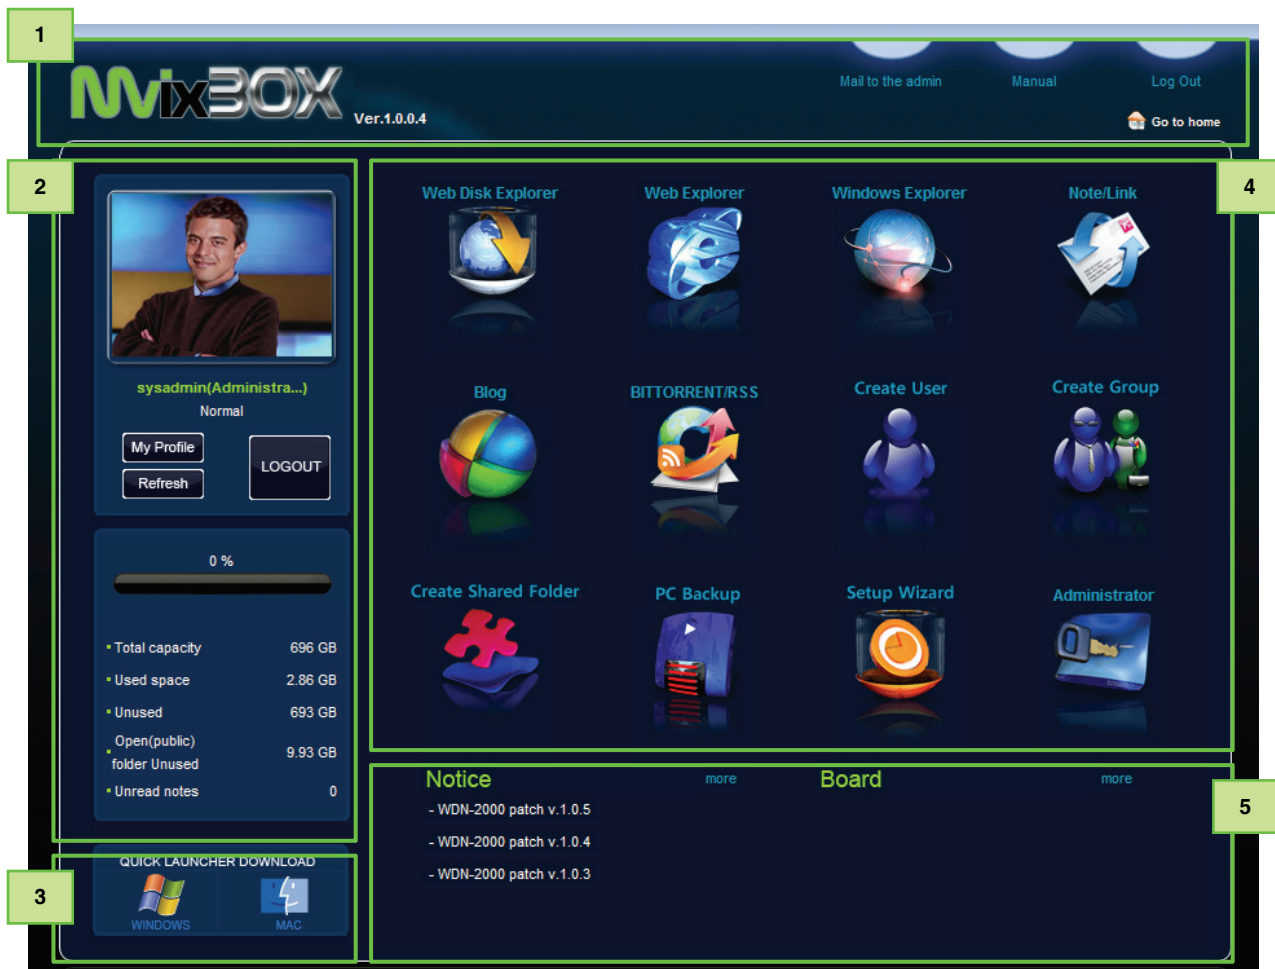 1
MvixBOX
Ver.1.0.0.4
Mail to the admin
Manual
Log Out
Go to home
2
sysadmin(Administra...)
Normal
My Profile
Refresh
LOGOUT
0 %
Total capacity 696 GB
Used space 2.86 GB
Unused 693 GB
Open(public)
folder Unused 9.93 GB
Unread notes 0
3
QUICK LAUNCHER DOWNLOAD
WINDOWS MAC
4
Web Disk Explorer Web Explorer Windows Explorer Note/Link
Blog BITTORRENT/RSS Create User Create Group
Create Shared Folder PC Backup Setup Wizard Administrator
5
Notice more
- WDN-2000 patch v.1.0.5
- WDN-2000 patch v.1.0.4
- WDN-2000 patch v.1.0.3
Board more